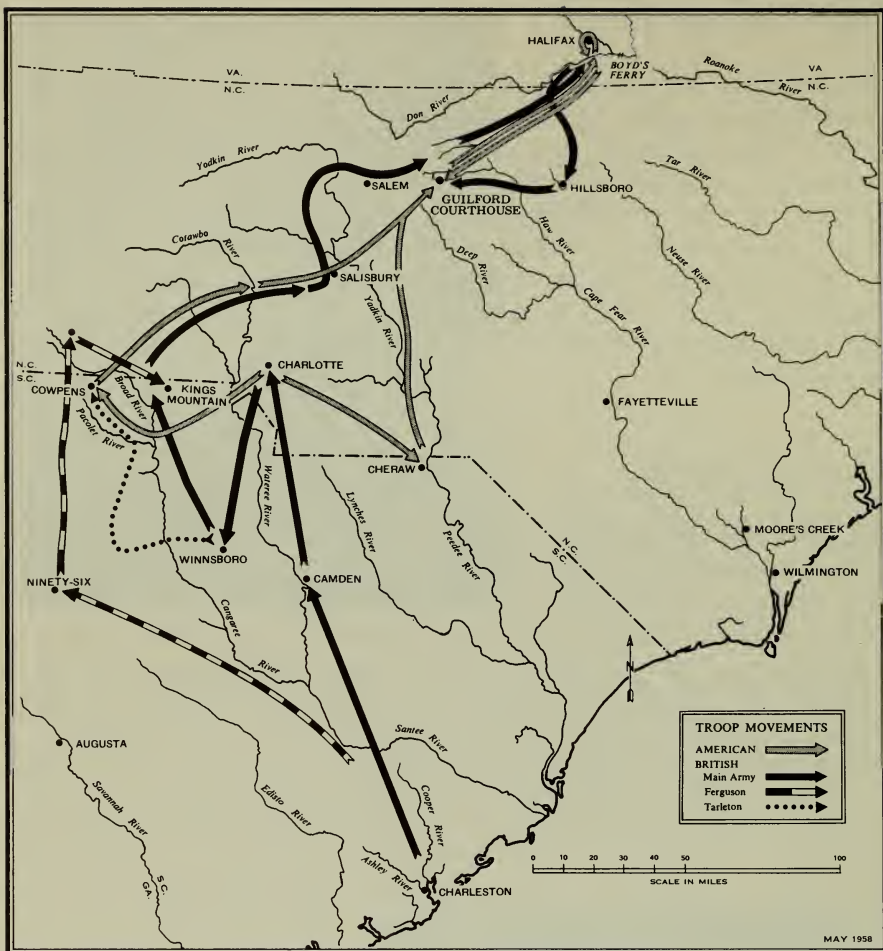 HALIFAX
BOYD'S
FERRY
Roanoke
River
VA.
N.C.
VA
N.C.
Don River
Yadkin River
SALEM
GUILFORD
COURTHOUSE
HILLSBORO
Tar River
Neuse River
Catawba
River
SALISBURY
Yadkin River
Deep
River
Haw River
Cape Fear
River
N.C.
S.C.
COWPENS
Broad River
KINGS
MOUNTAIN
CHARLOTTE
Pacoler River
FAYETTEVILLE
CHERAW
Wateree River
Lynches
River
Peedee River
N.C.
S.C.
MOORE'S CREEK
WILMINGTON
WINNSBORO
CAMDEN
NINETY-SIX
Cangaree
River
N
AUGUSTA
Savannah River
S.C.
GA.
Edisto River
Santee River
Cooper River
Ashley River
CHARLESTON
TROOP MOVEMENTS
AMERICAN
BRITISH
Main Army
Ferguson
Tarleton
0 10 20 30 40 50 100
SCALE IN MILES
MAY 1958